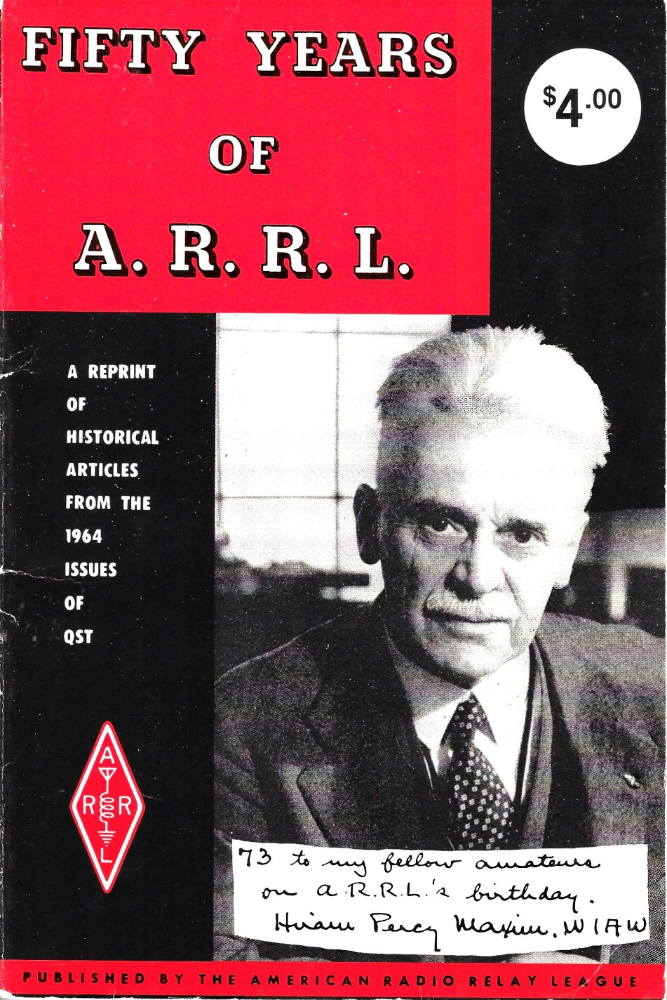 FIFTY YEARS
OF
A. R. R. L.
$4.00
A REPRINT
OF
HISTORICAL
ARTICLES
FROM THE
1964
ISSUES
OF
QST
A
R R
L
73 to my fellow amateurs
on A.R.R.L.'s birthday.
Hiram Percy Maxim. W1AW
PUBLISHED BY THE AMERICAN RADIO RELAY LEAGUE